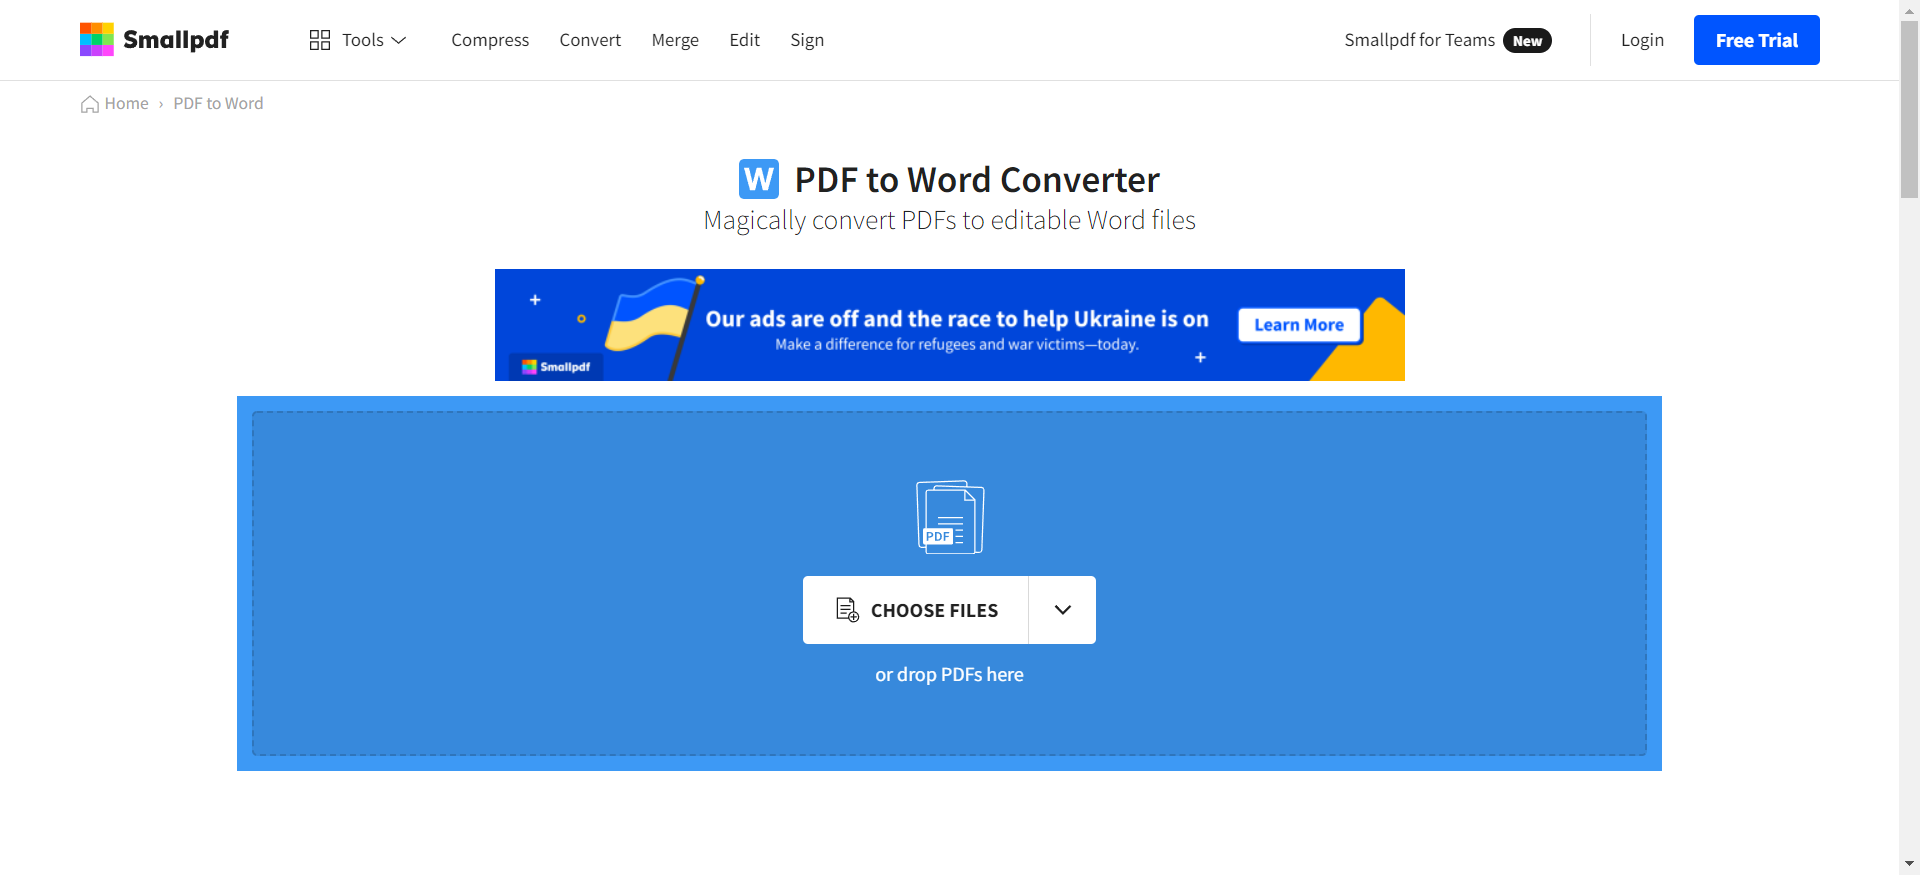 Smallpdf
Tools
Compress
Convert
Merge
Edit
Sign
Smallpdf for Teams New
Login
Free Trial
Home › PDF to Word
W PDF to Word Converter
Magically convert PDFs to editable Word files
Our ads are off and the race to help Ukraine is on
Make a difference for refugees and war victims—today.
Learn More
Smallpdf
PDF
CHOOSE FILES
or drop PDFs here